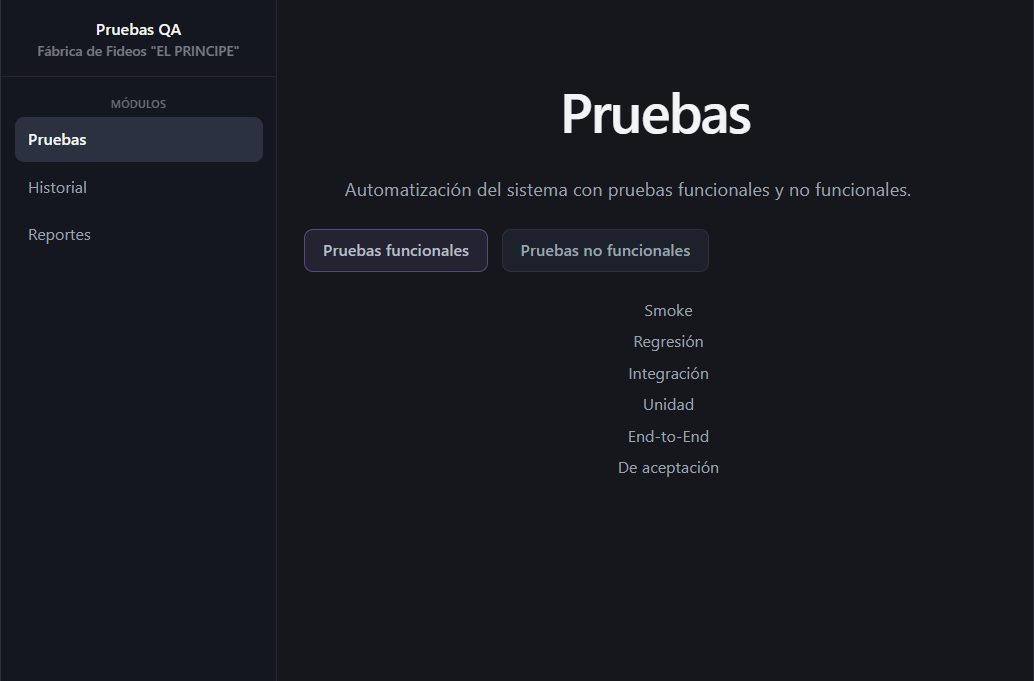 Pruebas QA
Fábrica de Fideos "EL PRINCIPE"
MÓDULOS
Pruebas
Historial
Reportes
Pruebas
Automatización del sistema con pruebas funcionales y no funcionales.
Pruebas funcionales
Pruebas no funcionales
Smoke
Regresión
Integración
Unidad
End-to-End
De aceptación